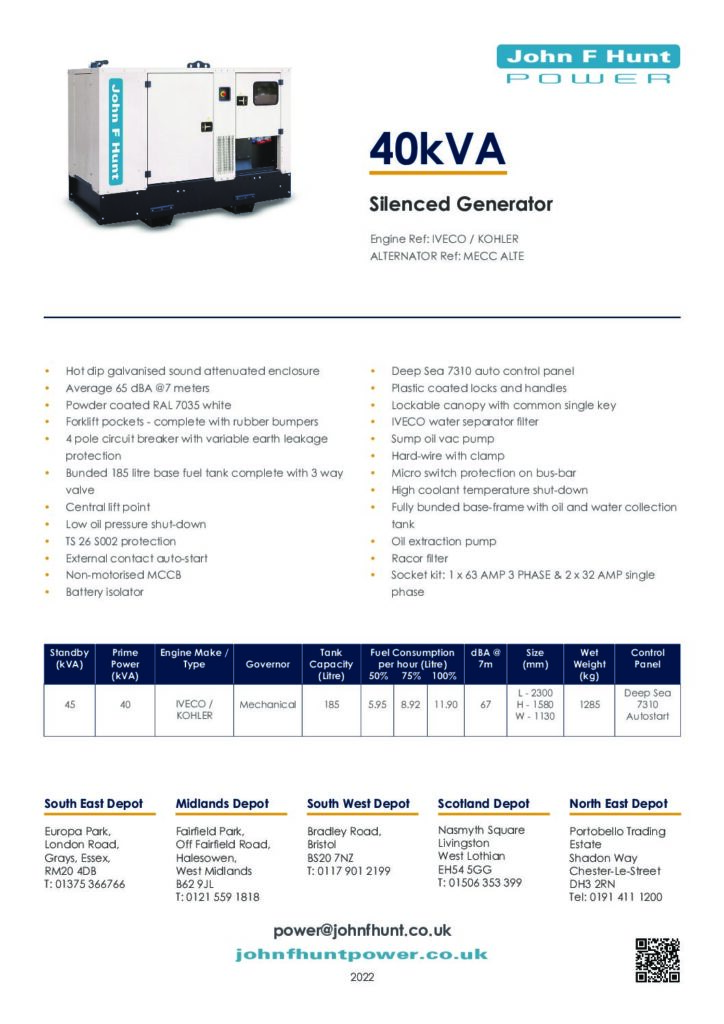 John F Hunt
POWER
John F Hunt
40kVA
Silenced Generator
Engine Ref: IVECO / KOHLER
ALTERNATOR Ref: MECC ALTE
• Hot dip galvanised sound attenuated enclosure
• Average 65 dBA @7 meters
• Powder coated RAL 7035 white
• Forklift pockets - complete with rubber bumpers
• 4 pole circuit breaker with variable earth leakage
protection
• Bunded 185 litre base fuel tank complete with 3 way
valve
• Central lift point
• Low oil pressure shut-down
• TS 26 S002 protection
• External contact auto-start
• Non-motorised MCCB
• Battery isolator
• Deep Sea 7310 auto control panel
• Plastic coated locks and handles
• Lockable canopy with common single key
• IVECO water separator filter
• Sump oil vac pump
• Hard-wire with clamp
• Micro switch protection on bus-bar
• High coolant temperature shut-down
• Fully bunded base-frame with oil and water collection
tank
• Oil extraction pump
• Racor filter
• Socket kit: 1 x 63 AMP 3 PHASE & 2 x 32 AMP single
phase
Standby
(kVA)
Prime
Power
(kVA)
Engine Make /
Type
Governor
Tank
Capacity
(Litre)
Fuel Consumption
per hour (Litre)
50% 75% 100%
dBA @
7m
Size
(mm)
Wet
Weight
(kg)
Control
Panel
45
40
IVECO /
KOHLER
Mechanical
185
5.95
8.92
11.90
67
L - 2300
H - 1580
W - 1130
1285
Deep Sea
7310
Autostart
South East Depot
Europa Park,
London Road,
Grays, Essex,
RM20 4DB
T: 01375 366766
Midlands Depot
Fairfield Park,
Off Fairfield Road,
Halesowen,
West Midlands
B62 9JL
T: 0121 559 1818
South West Depot
Bradley Road,
Bristol
BS20 7NZ
T: 0117 901 2199
Scotland Depot
Nasmyth Square
Livingston
West Lothian
EH54 5GG
T: 01506 353 399
North East Depot
Portobello Trading
Estate
Shadon Way
Chester-Le-Street
DH3 2RN
Tel: 0191 411 1200
power@johnfhunt.co.uk
johnfhuntpower.co.uk
2022